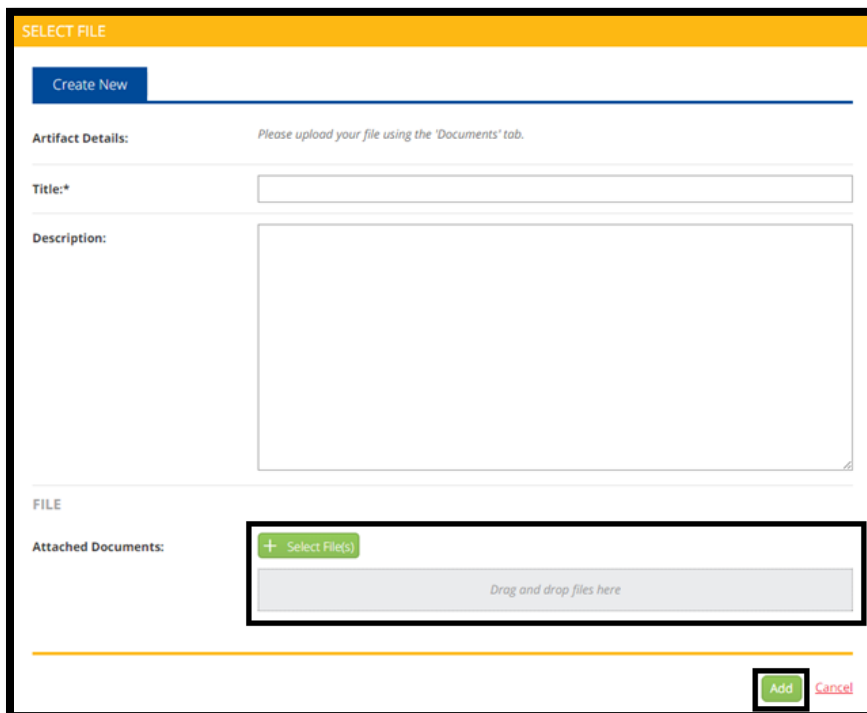 SELECT FILE
Create New
Artifact Details: Please upload your file using the 'Documents' tab.
Title:*
Description:
FILE
Attached Documents: + Select File(s)
Drag and drop files here
Add Cancel